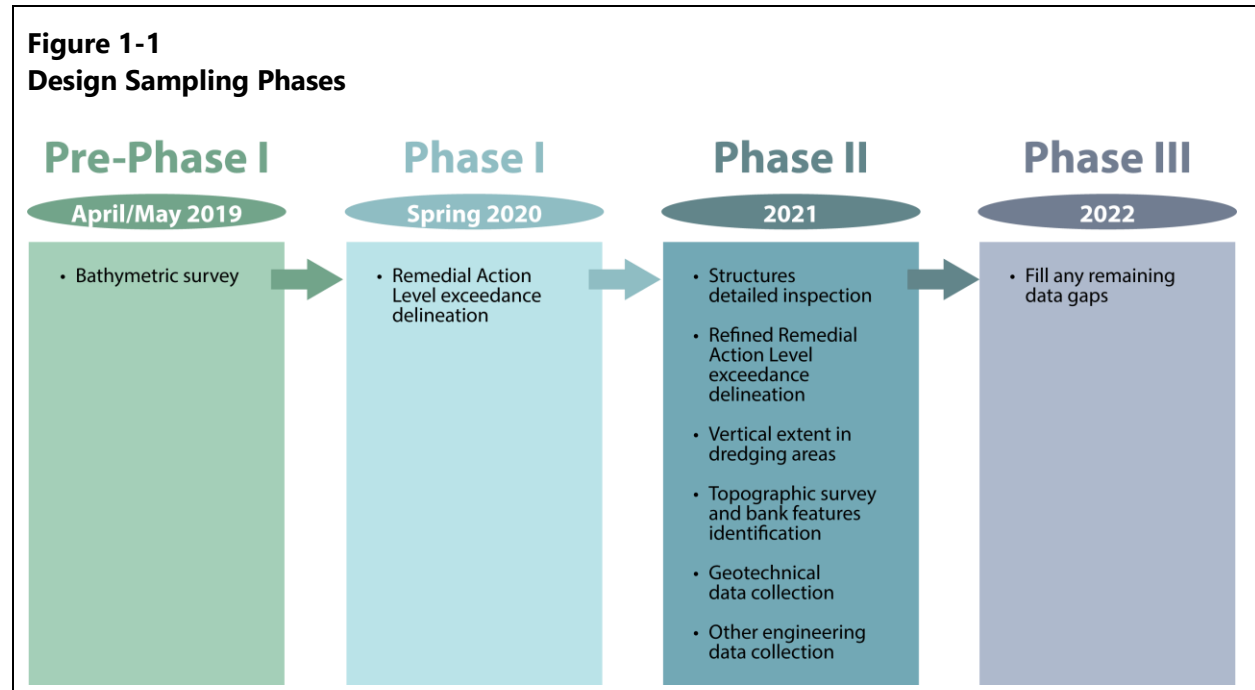 Figure 1-1
Design Sampling Phases
Pre-Phase I
April/May 2019
• Bathymetric survey
Phase I
Spring 2020
• Remedial Action
Level exceedance
delineation
Phase II
2021
• Structures
detailed inspection
• Refined Remedial
Action Level
exceedance
delineation
• Vertical extent in
dredging areas
• Topographic survey
and bank features
identification
• Geotechnical
data collection
• Other engineering
data collection
Phase III
2022
• Fill any remaining
data gaps